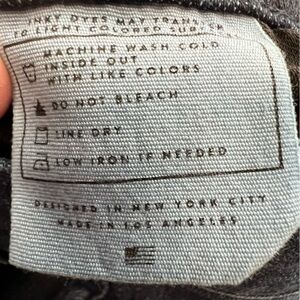 DYES MAY
TO LIGHT COLORED
MACHINE WASH COLD
INSIDE OUT
WITH LIKE COLORS
DO NOT BLEACH
LINE DRY
LOW IRON IF NEEDED
DESIGNED IN NEW YORK CITY
MADE IN LOS ANGELES